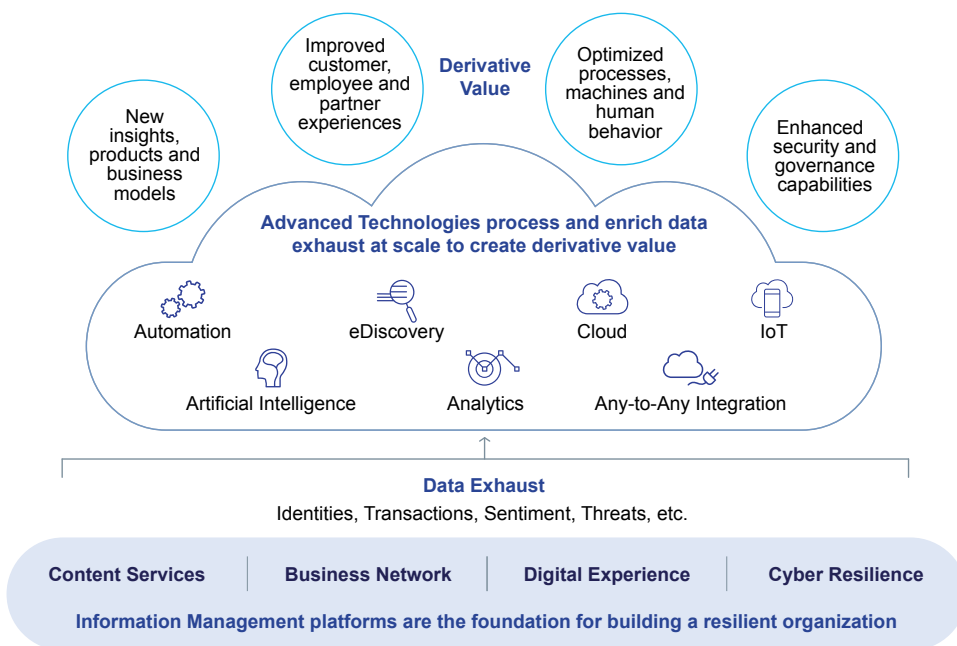 New
insights,
products and
business
models
Improved
customer,
employee and
partner
experiences
Derivative
Value
Optimized
processes,
machines and
human
behavior
Enhanced
security and
governance
capabilities
Advanced Technologies process and enrich data
exhaust at scale to create derivative value
Automation
eDiscovery
Cloud
IoT
Artificial Intelligence
Analytics
Any-to-Any Integration
Data Exhaust
Identities, Transactions, Sentiment, Threats, etc.
Content Services
Business Network
Digital Experience
Cyber Resilience
Information Management platforms are the foundation for building a resilient organization